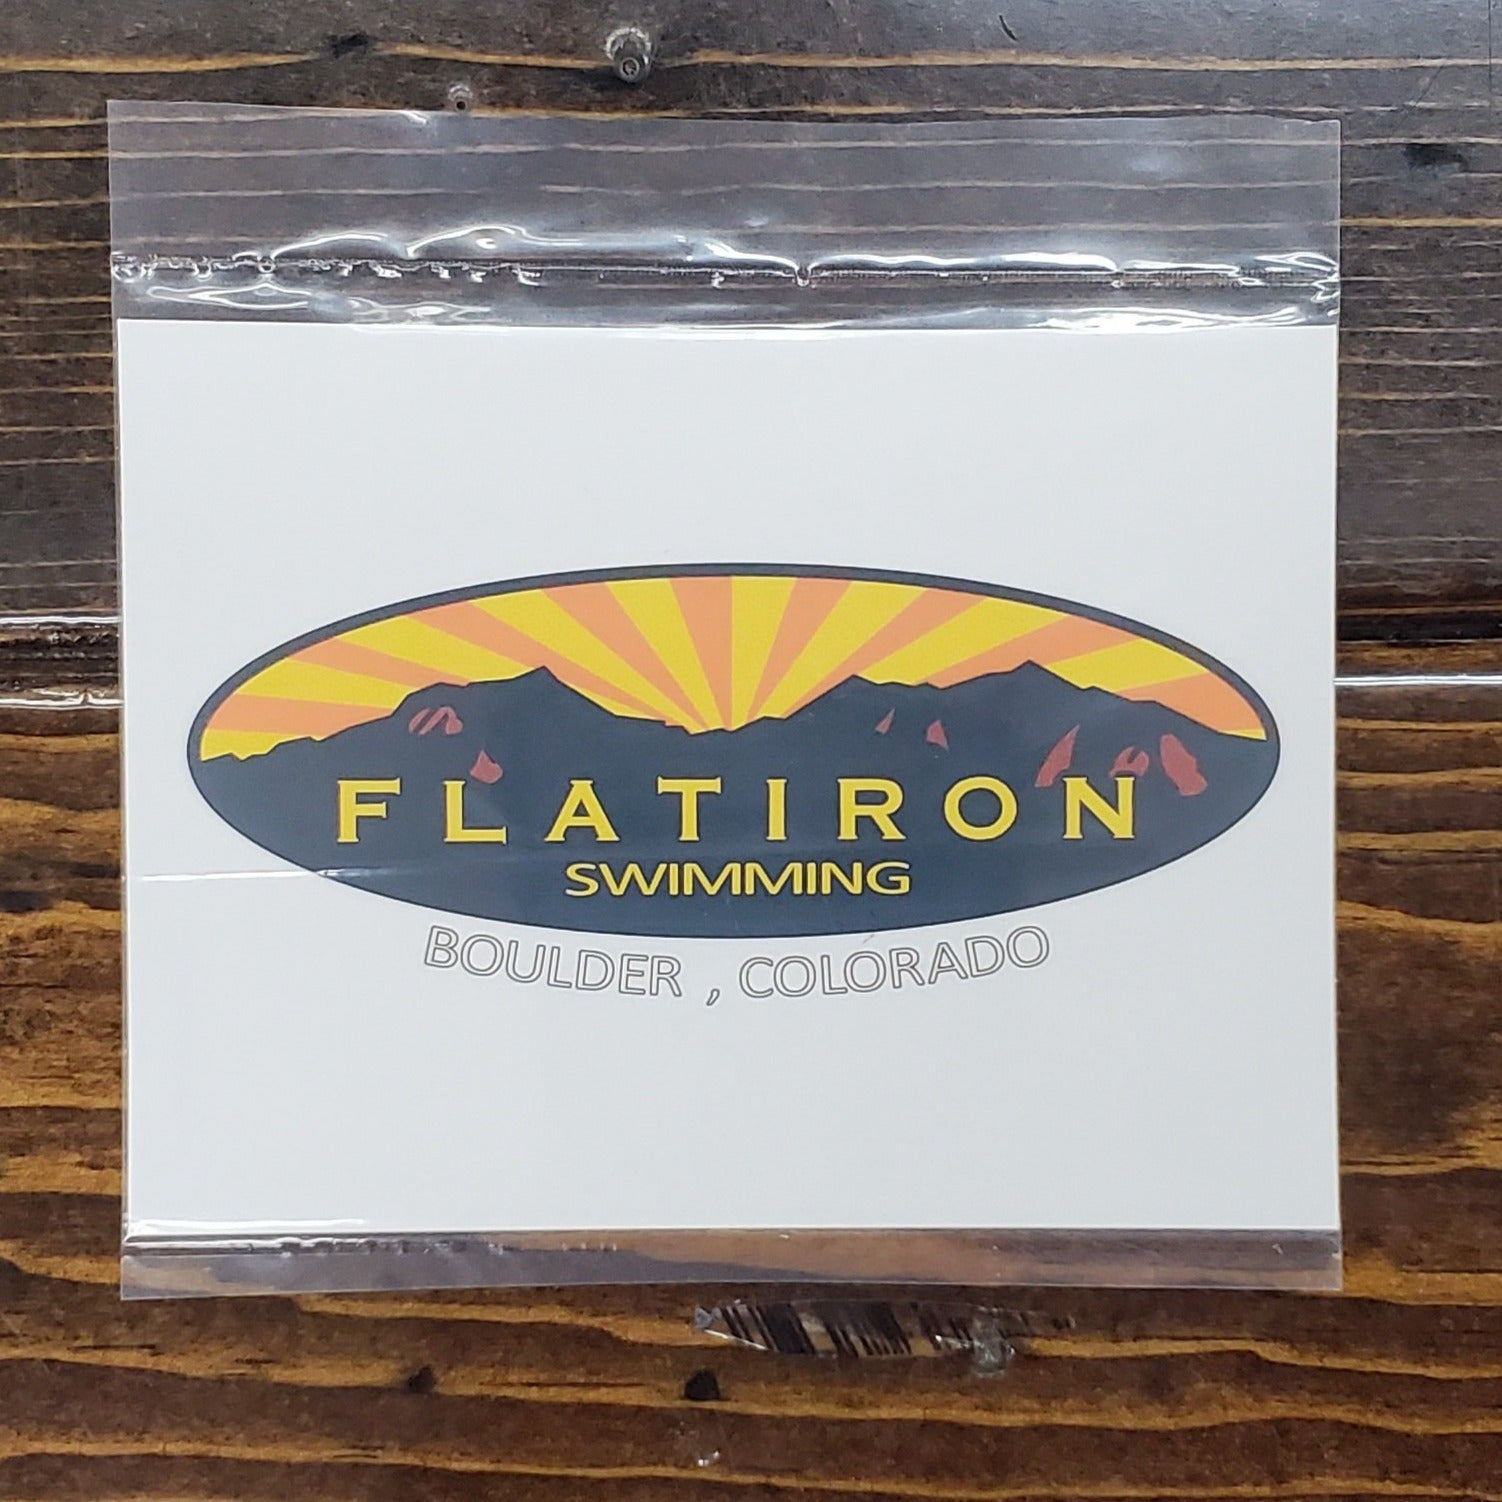 FLATIRON
SWIMMING
BOULDER , COLORADO